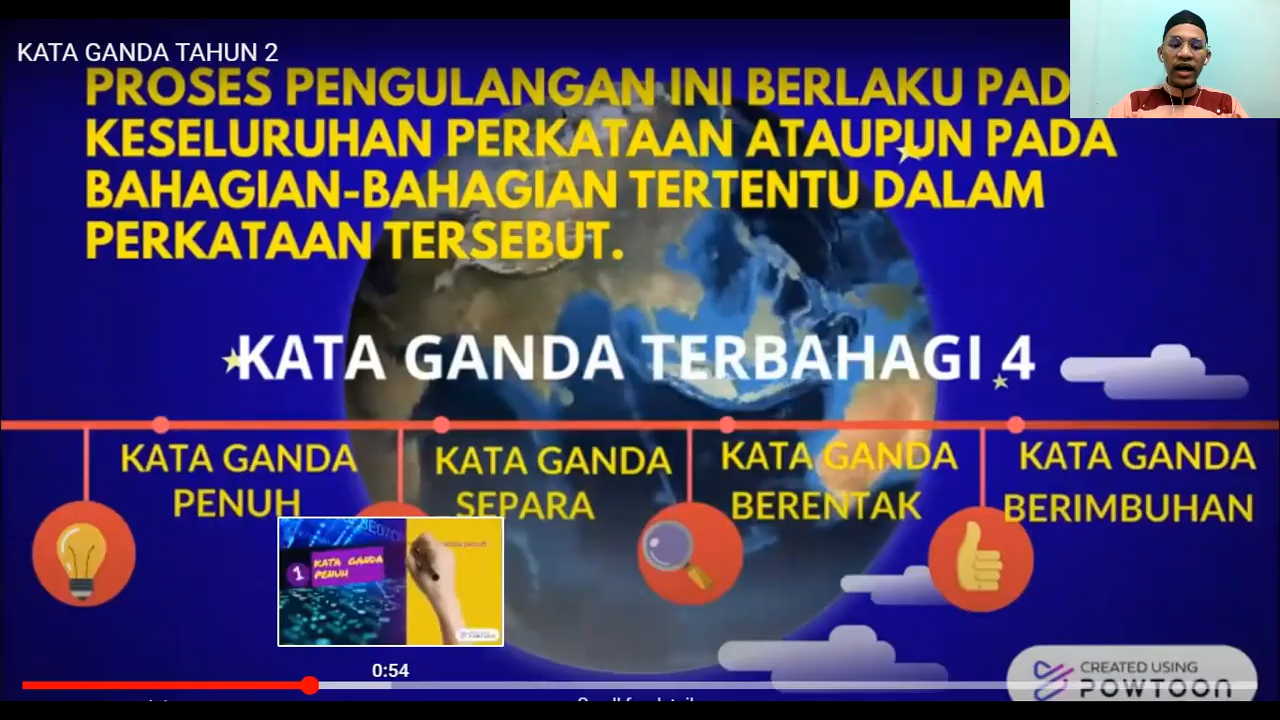 KATA GANDA TAHUN 2
PROSES PENGULANGAN INI BERLAKU PAD
KESELURUHAN PERKATAAN ATAUPUN PADA
BAHAGIAN-BAHAGIAN TERTENTU DALAM
PERKATAAN TERSEBUT.
KATA GANDA TERBAHAGI 4
KATA GANDA
PENUH
KATA GANDA
SEPARA
KATA GANDA
BERENTAK
KATA GANDA
BERIMBUHAN
1
KATA GANDA
PENUH
0:54
CREATED USING
POWTOON